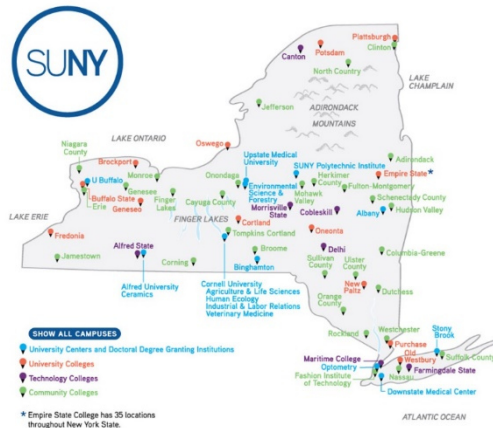 SUNY
Plattsburgh
Clinton
Potsdam
Canton
North Country
LAKE
CHAMPLAIN
ADIRONDACK
MOUNTAINS
Jefferson
LAKE ONTARIO
Oswego
Upstate Medical
University
SUNY Polytechnic Institute
Adirondack
Niagara
County
Brockport
U Buffalo
Monroe
Onondaga
Environmental
Science &
Forestry
Herkimer
County
Mohawk
Valley
Empire State*
Fulton-Montgomery
Buffalo State
Erie
Genesee
Geneseo
Finger
Lakes
Cayuga County
Morrisville
State
Cobleskill
Schenectady County
Albany
Hudson Valley
LAKE ERIE
FINGER LAKES
Cortland
Oneonta
Fredonia
Tompkins Cortland
Delhi
Columbia-Greene
Jamestown
Alfred State
Corning
Broome
Binghamton
Sullivan
County
Ulster
County
Alfred University
Ceramics
Cornell University
Agriculture & Life Sciences
Human Ecology
Industrial & Labor Relations
Veterinary Medicine
New
Paltz
Dutchess
Orange
County
Rockland
Westchester
Purchase
Stony
Brook
Old
Westbury
Suffolk County
Maritime College
Optometry
Fashion Institute
of Technology
Nassau
Farmingdale State
Downstate Medical Center
ATLANTIC OCEAN
SHOW ALL CAMPUSES
University Centers and Doctoral Degree Granting Institutions
University Colleges
Technology Colleges
Community Colleges
* Empire State College has 35 locations
throughout New York State.